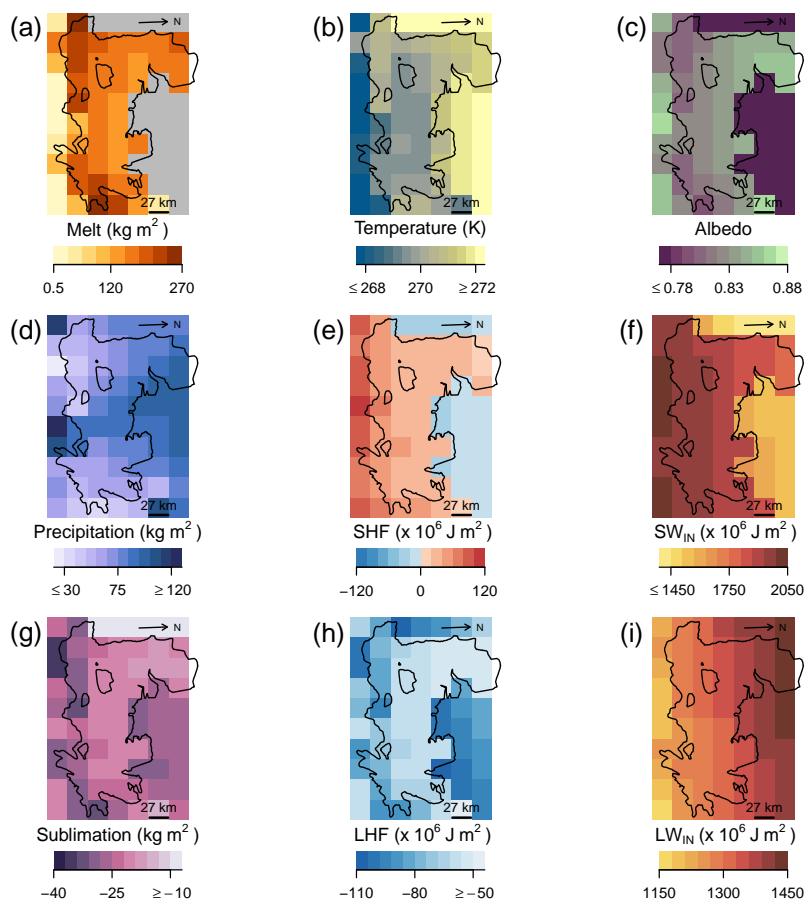 (a) N (b) N (c) N
27 km 27 km 27 km
Melt (kg m²) Temperature (K) Albedo
0.5 120 270 ≤ 268 270 ≥ 272 ≤ 0.78 0.83 0.88
(d) N (e) N (f) N
27 km 27 km 27 km
Precipitation (kg m²) SHF (x 10⁶ J m²) SW_IN (x 10⁶ J m²)
≤ 30 75 ≥ 120 −120 0 120 ≤ 1450 1750 2050
(g) N (h) N (i) N
27 km 27 km 27 km
Sublimation (kg m²) LHF (x 10⁶ J m²) LW_IN (x 10⁶ J m²)
−40 −25 ≥ −10 −110 −80 ≥ −50 1150 1300 1450